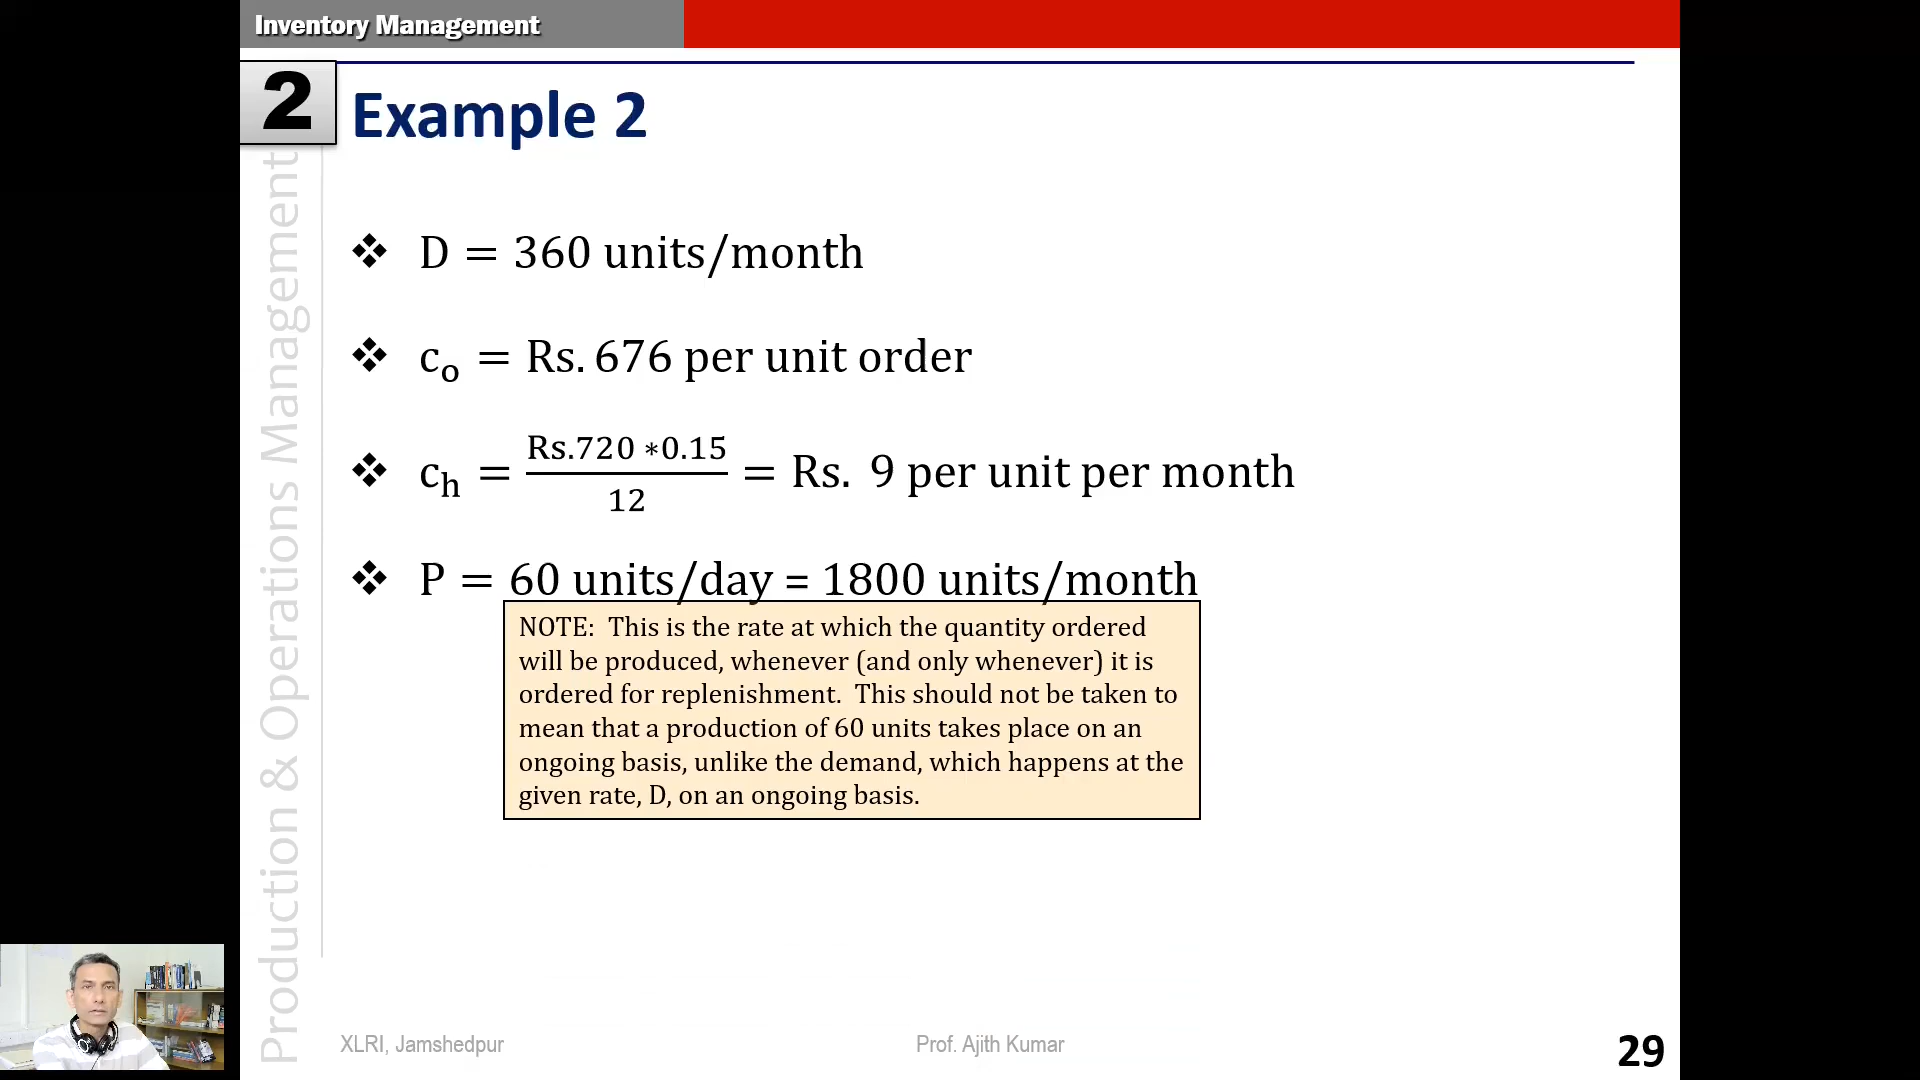 Inventory Management
2
Example 2
Production & Operations Management
❖ D = 360 units/month
❖ cₒ = Rs. 676 per unit order
❖ cₕ = Rs.720 *0.15 / 12 = Rs. 9 per unit per month
❖ P = 60 units/day = 1800 units/month
NOTE: This is the rate at which the quantity ordered
will be produced, whenever (and only whenever) it is
ordered for replenishment. This should not be taken to
mean that a production of 60 units takes place on an
ongoing basis, unlike the demand, which happens at the
given rate, D, on an ongoing basis.
XLRI, Jamshedpur
Prof. Ajith Kumar
29